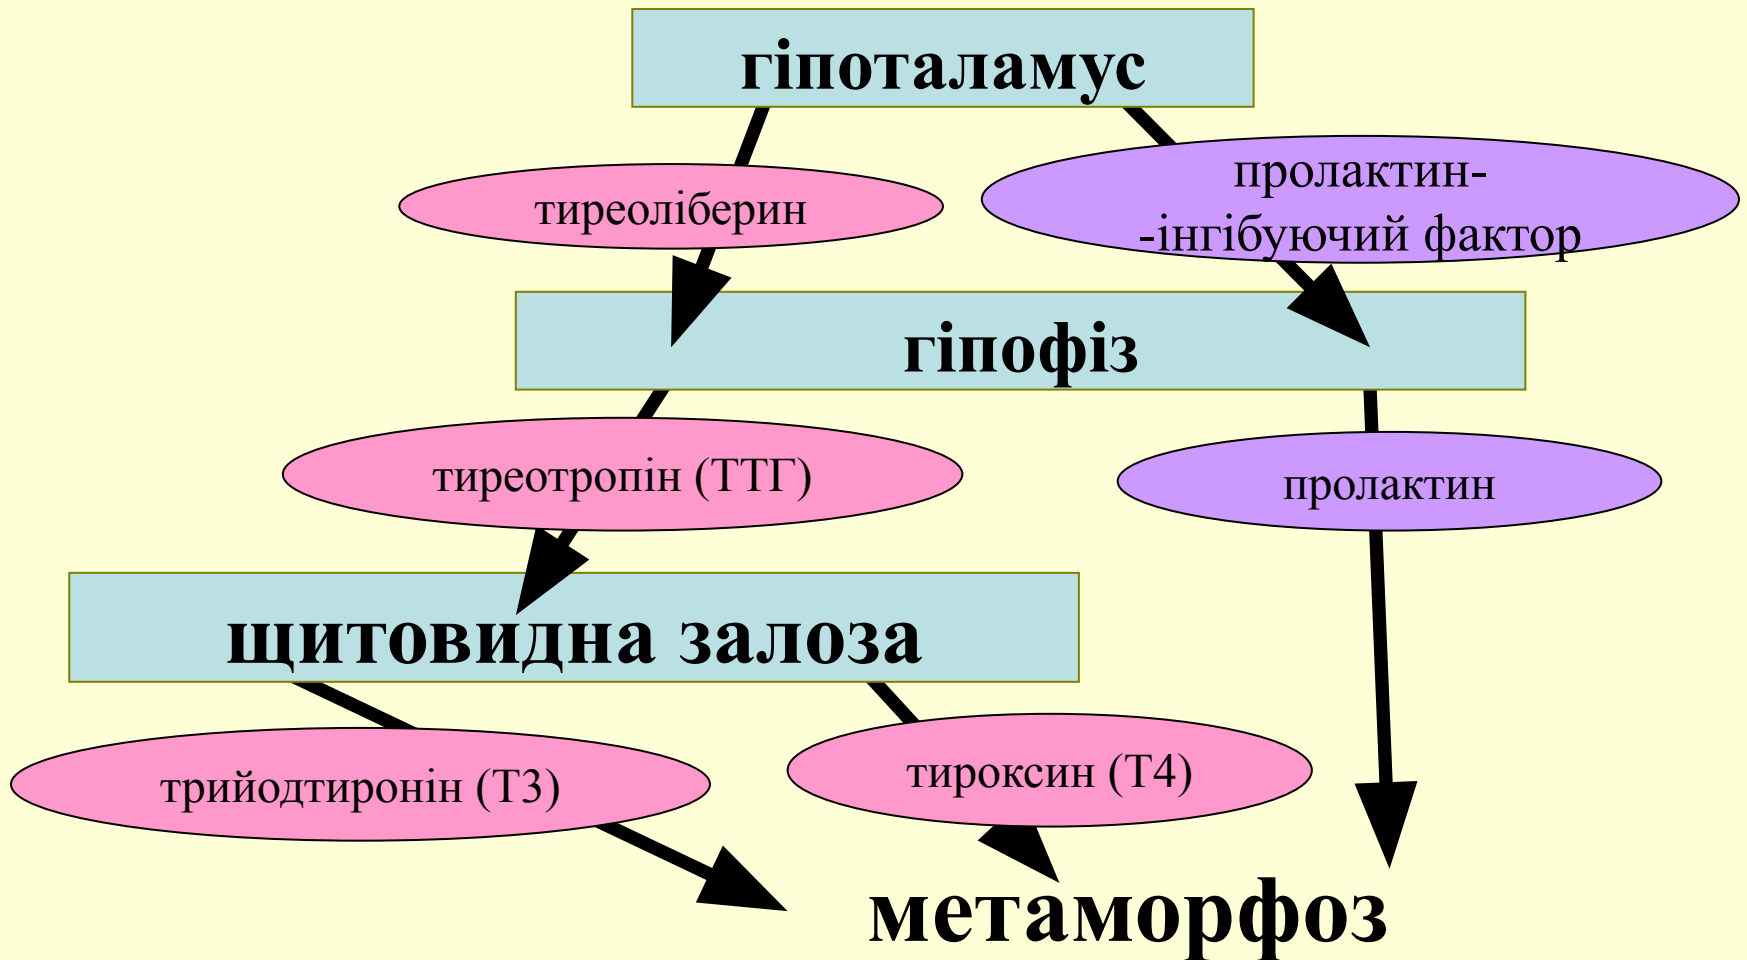 гіпоталамус
тиреоліберин
пролактин-
-інгібуючий фактор
гіпофіз
тиреотропін (ТТГ)
пролактин
щитовидна залоза
трийодтиронін (Т3)
тироксин (Т4)
метаморфоз